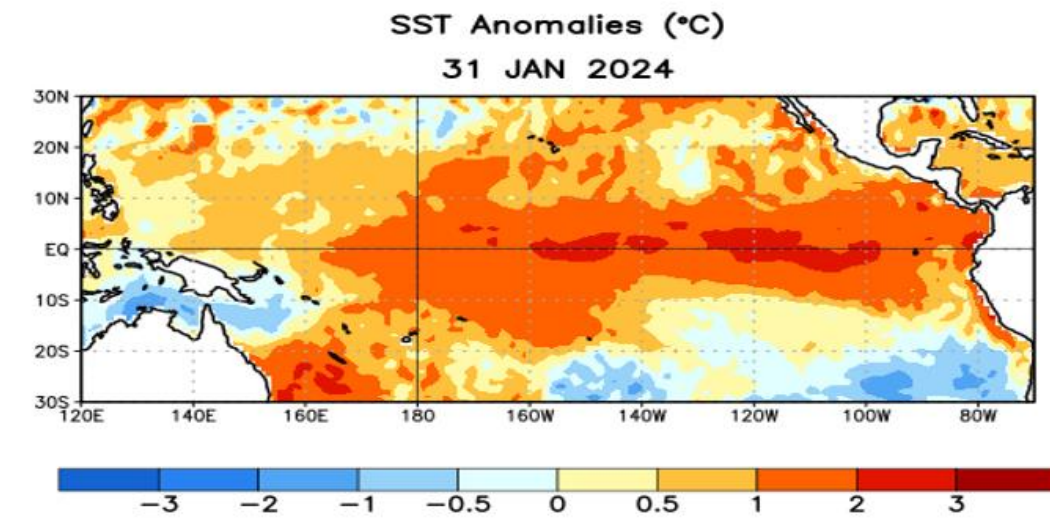 SST Anomalies (°C)
31 JAN 2024
30N
20N
10N
EQ
10S
20S
30S
120E 140E 160E 180 160W 140W 120W 100W 80W
−3 −2 −1 −0.5 0 0.5 1 2 3